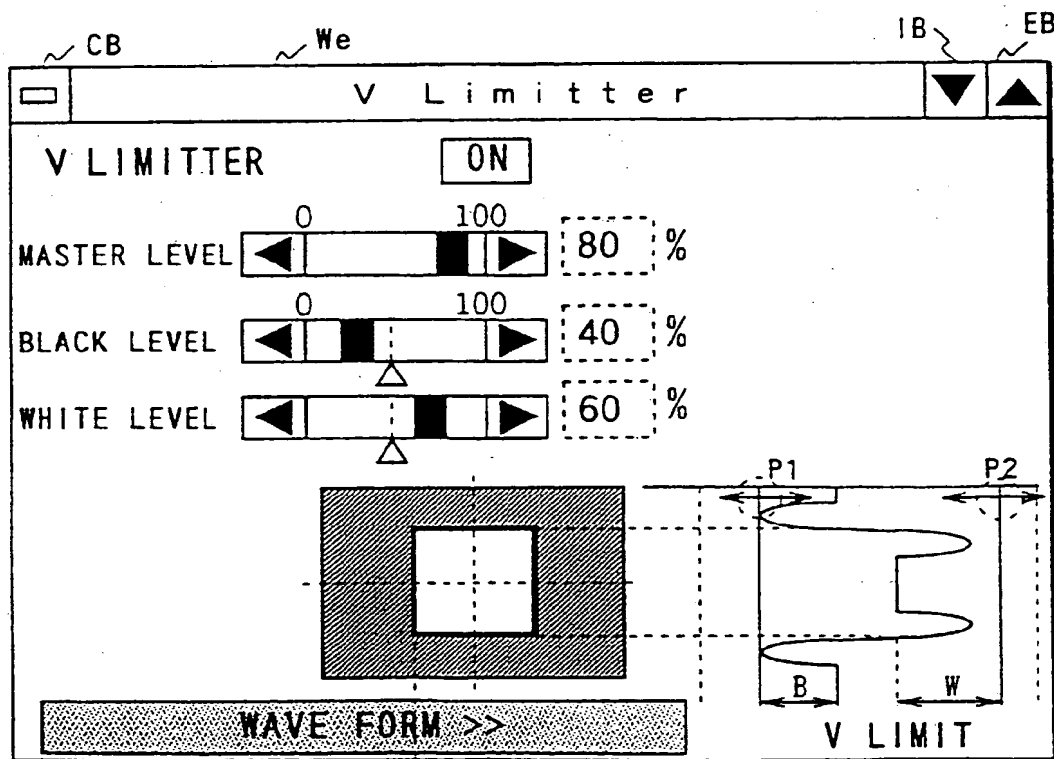 CB We IB EB
V Limitter
V LIMITTER ON
0 100
MASTER LEVEL 80 %
0 100
BLACK LEVEL 40 %
WHITE LEVEL 60 %
P1 P2
B W
WAVE FORM >>
V LIMIT